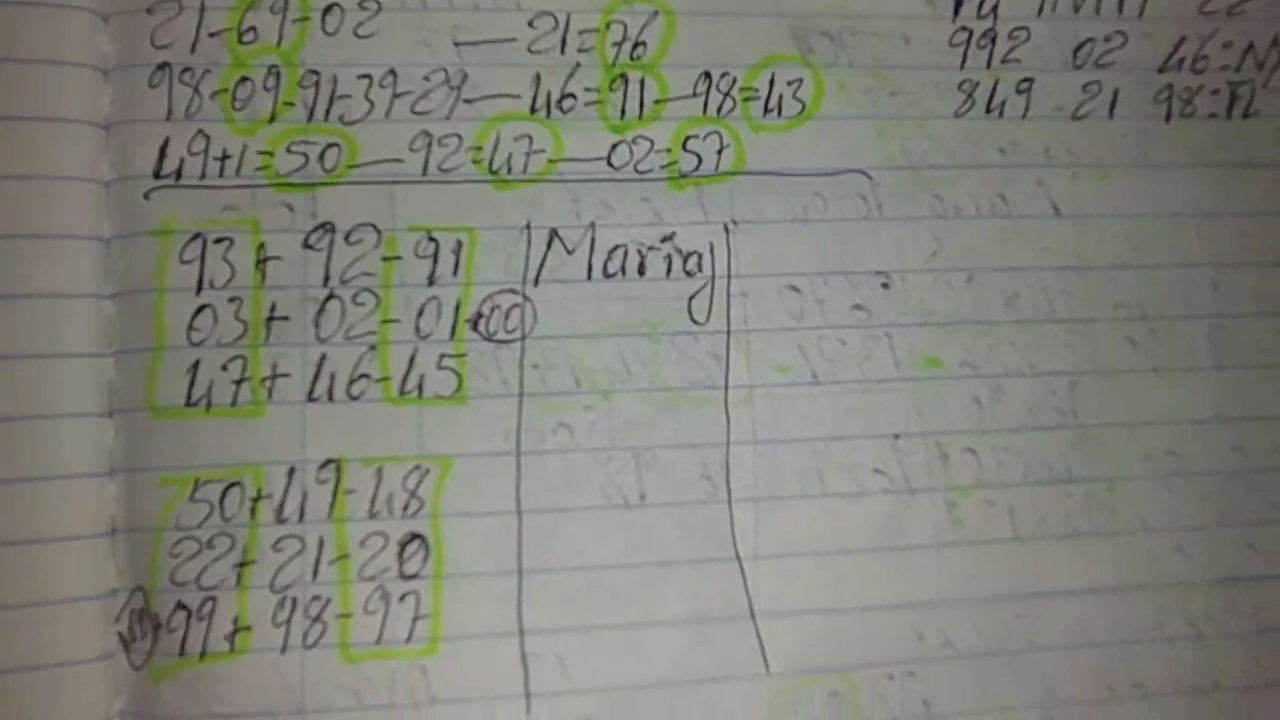 21-69-02 —21=76
992 02 46=N
98-09-91-39-29—46=91—98=43
849 21 98=П
49+1=50—92=47—02=57
93+ 92-91 Mariaj
03+ 02-01
47+46-45
50+49-48
22+21-20
99+98-97